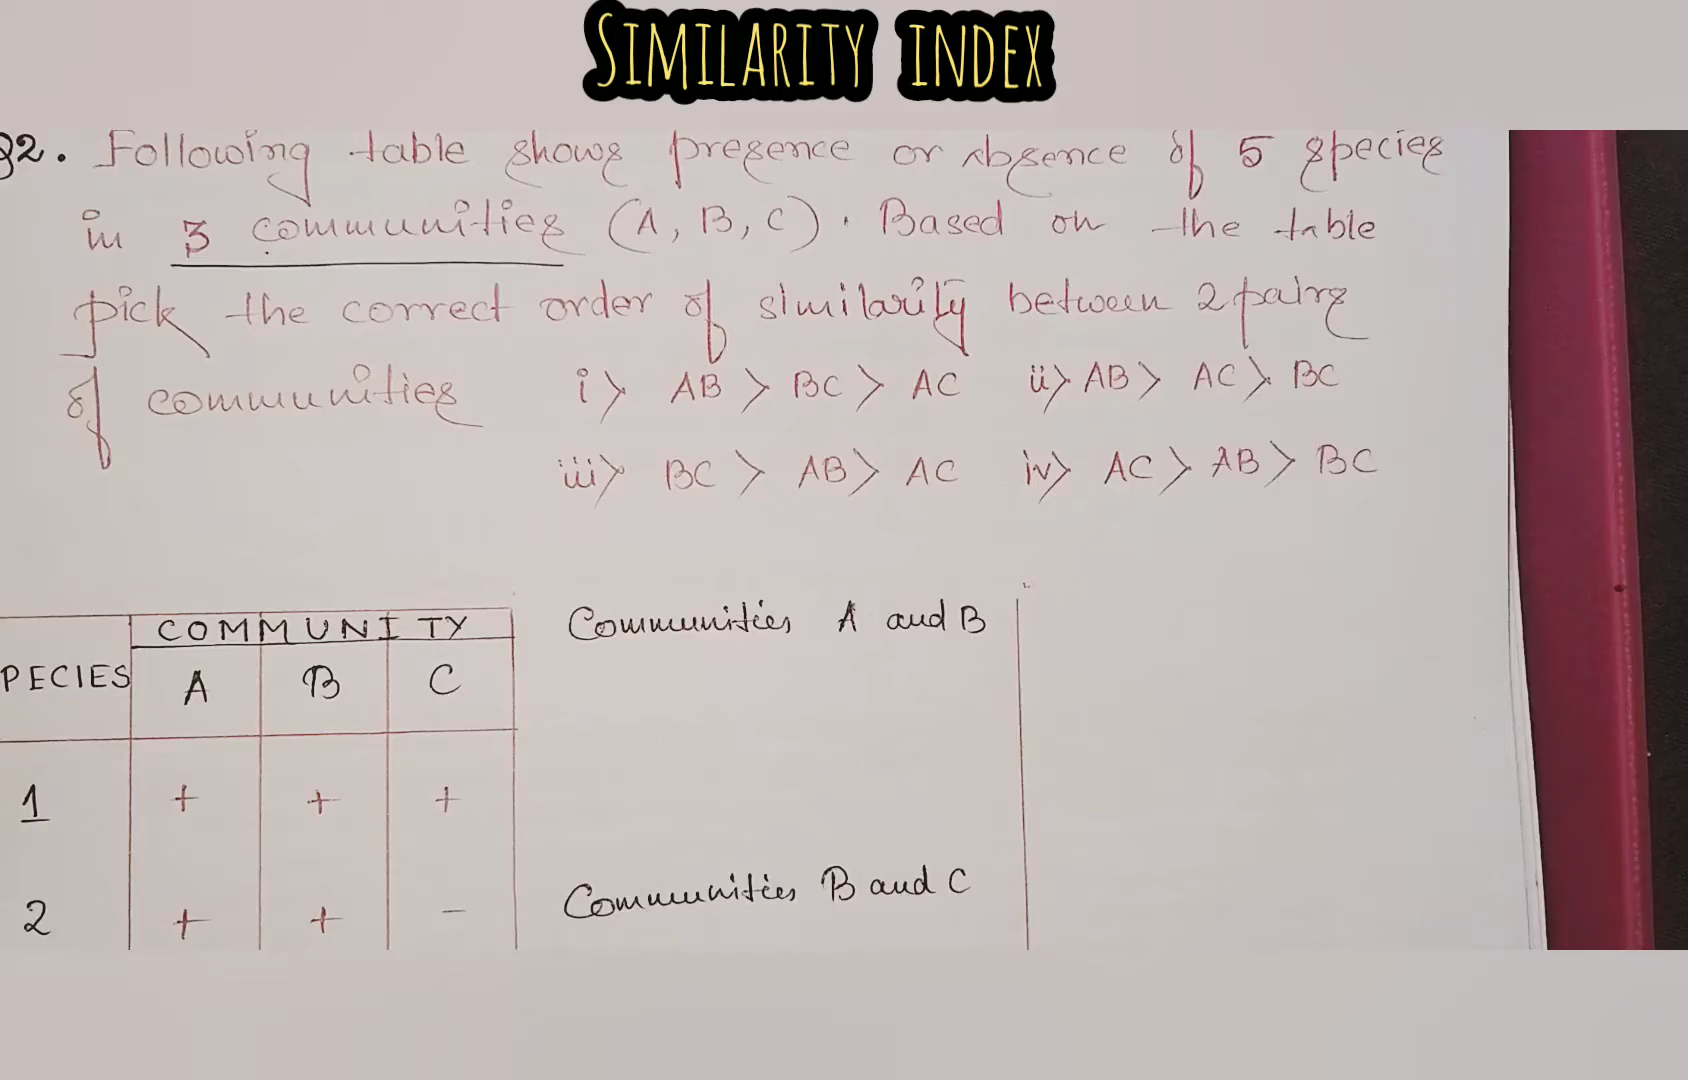 SIMILARITY INDEX
Q2. Following table shows presence or absence of 5 species
in 3 communities (A, B, C). Based on the table
pick the correct order of similarity between 2 pairs
of communities i> AB > BC > AC ii> AB > AC > BC
iii> BC > AB > AC iv> AC > AB > BC
COMMUNITY
PECIES A B C
1 + + +
2 + + -
Communities A and B
Communities B and C